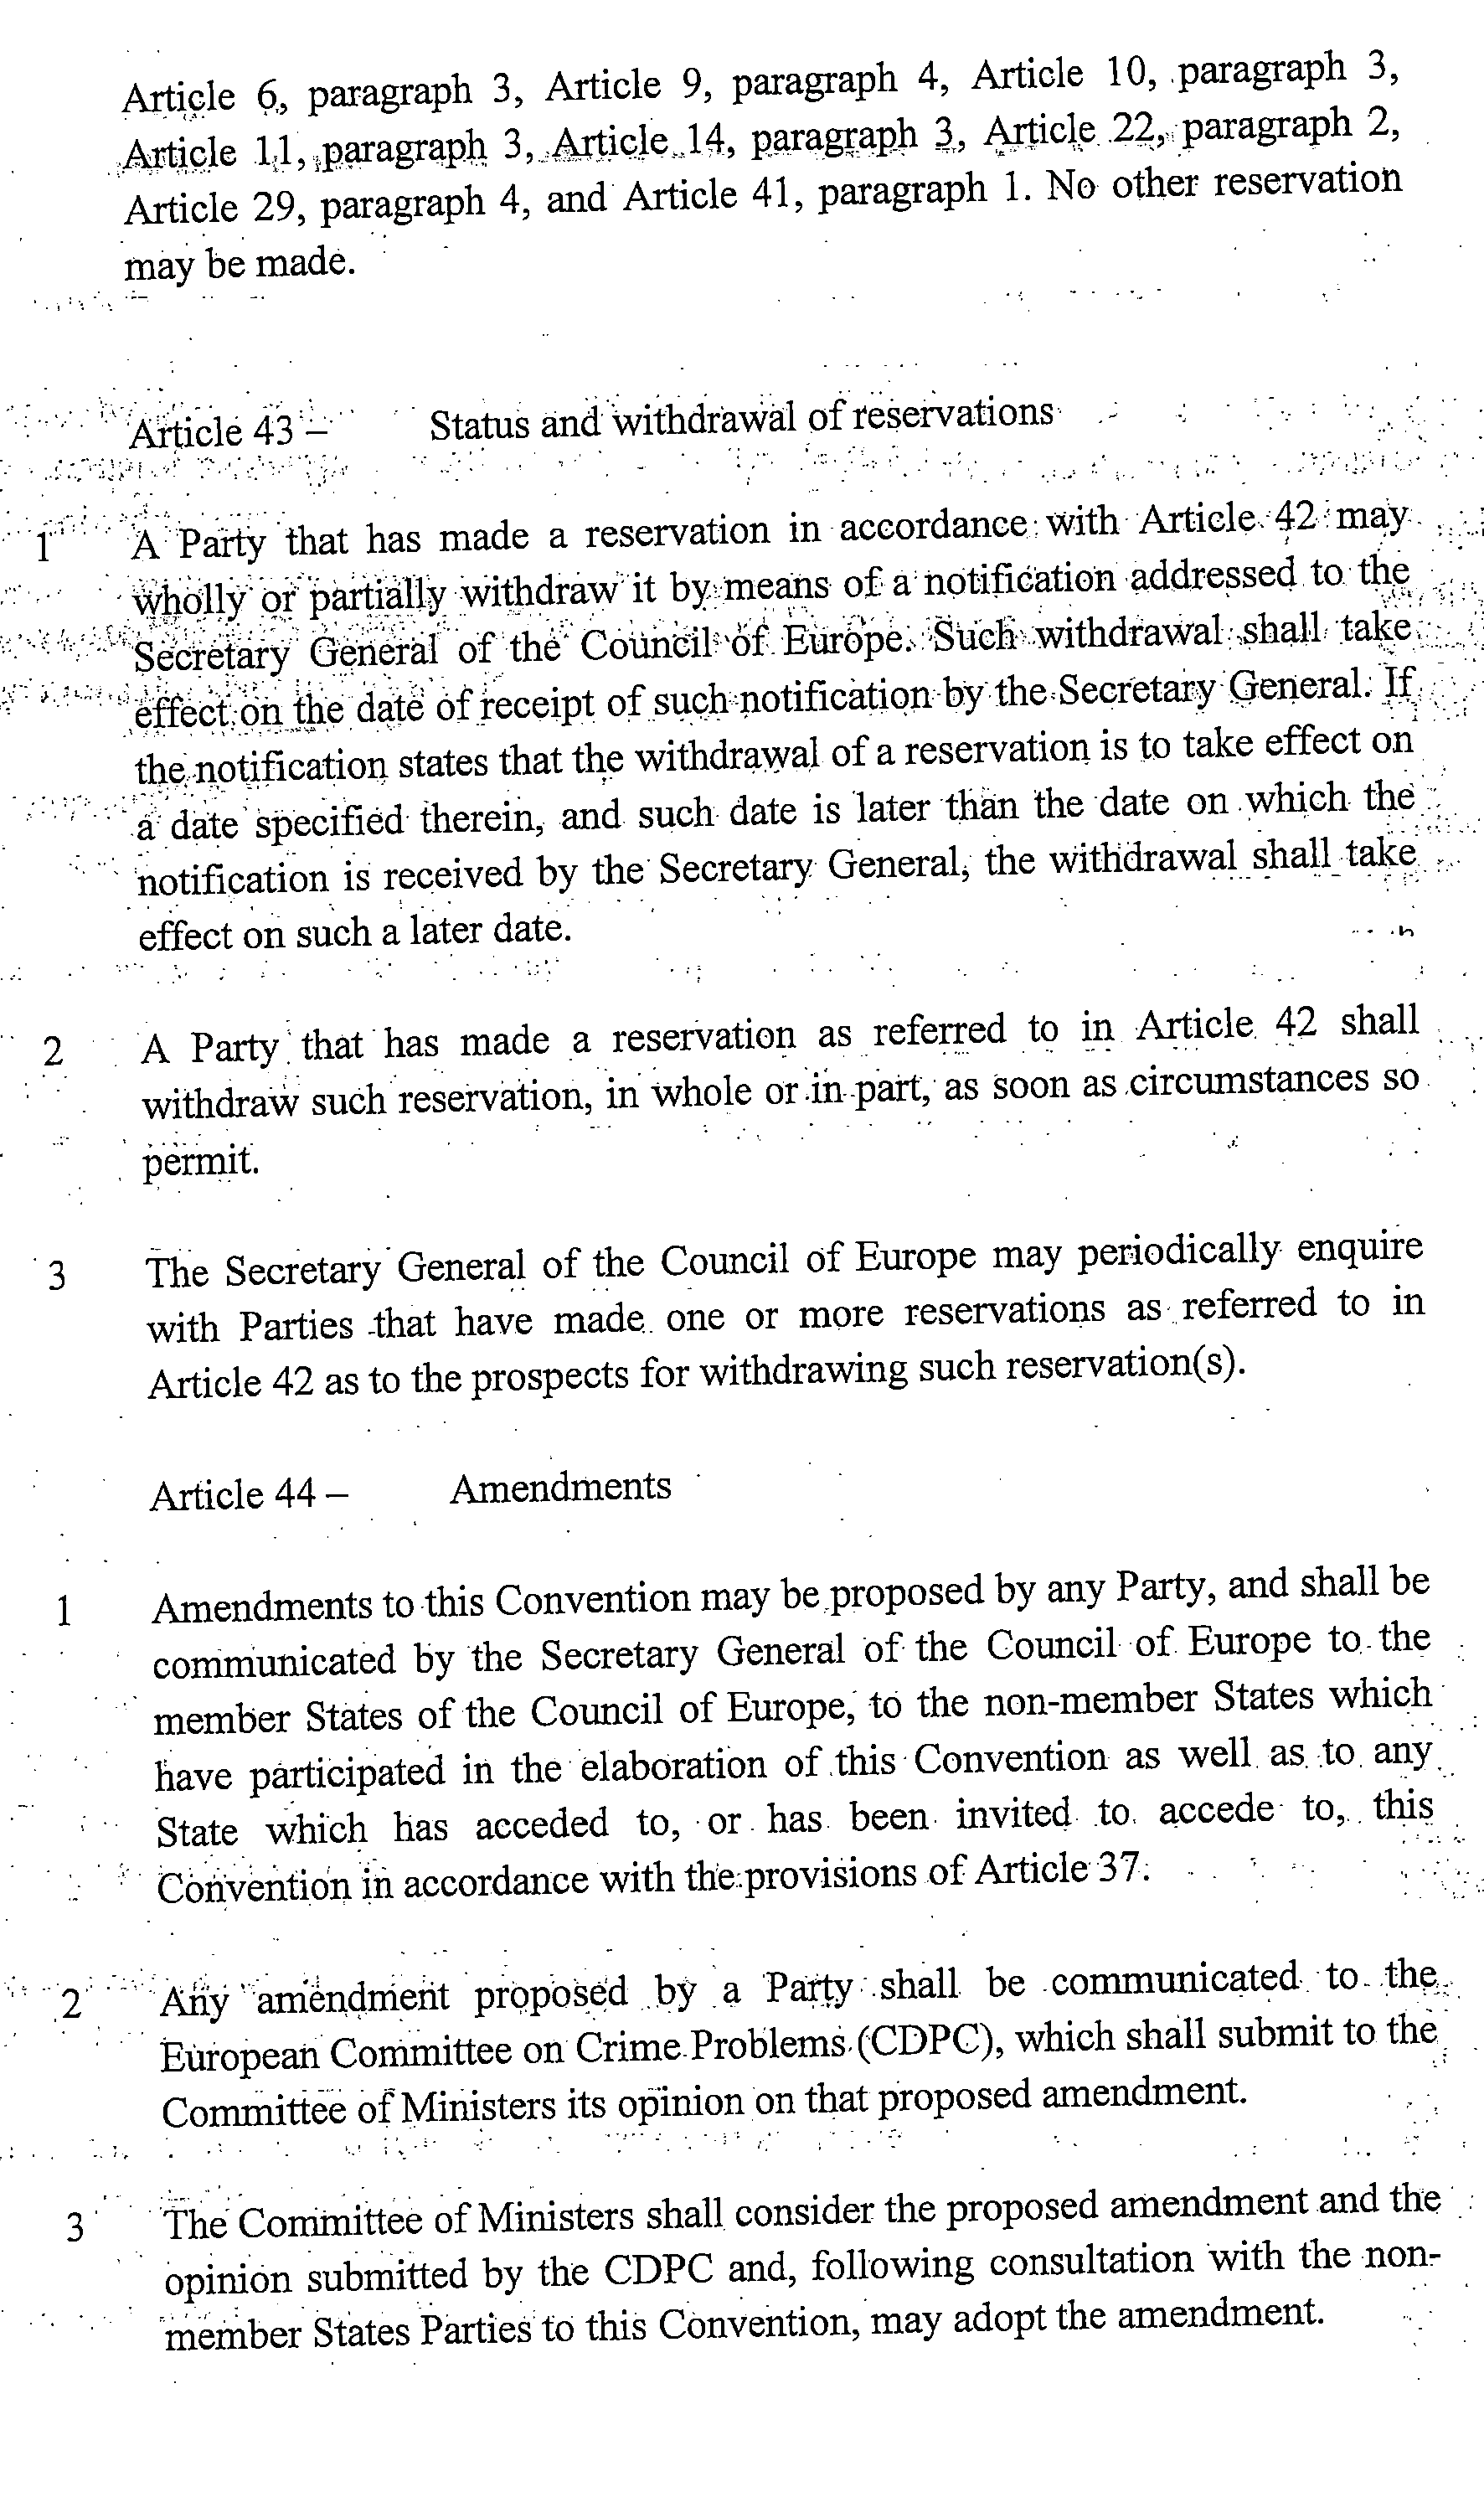 Article 6, paragraph 3, Article 9, paragraph 4, Article 10, paragraph 3,
Article 11, paragraph 3, Article 14, paragraph 3, Article 22, paragraph 2,
Article 29, paragraph 4, and Article 41, paragraph 1. No other reservation
may be made.
Article 43 – Status and withdrawal of reservations
1 A Party that has made a reservation in accordance with Article 42 may
wholly or partially withdraw it by means of a notification addressed to the
Secretary General of the Council of Europe. Such withdrawal shall take
effect on the date of receipt of such notification by the Secretary General. If
the notification states that the withdrawal of a reservation is to take effect on
a date specified therein, and such date is later than the date on which the
notification is received by the Secretary General, the withdrawal shall take
effect on such a later date.
2 A Party that has made a reservation as referred to in Article 42 shall
withdraw such reservation, in whole or in part, as soon as circumstances so
permit.
3 The Secretary General of the Council of Europe may periodically enquire
with Parties that have made one or more reservations as referred to in
Article 42 as to the prospects for withdrawing such reservation(s).
Article 44 – Amendments
1 Amendments to this Convention may be proposed by any Party, and shall be
communicated by the Secretary General of the Council of Europe to the
member States of the Council of Europe, to the non-member States which
have participated in the elaboration of this Convention as well as to any
State which has acceded to, or has been invited to accede to, this
Convention in accordance with the provisions of Article 37.
2 Any amendment proposed by a Party shall be communicated to the
European Committee on Crime Problems (CDPC), which shall submit to the
Committee of Ministers its opinion on that proposed amendment.
3 The Committee of Ministers shall consider the proposed amendment and the
opinion submitted by the CDPC and, following consultation with the non-
member States Parties to this Convention, may adopt the amendment.